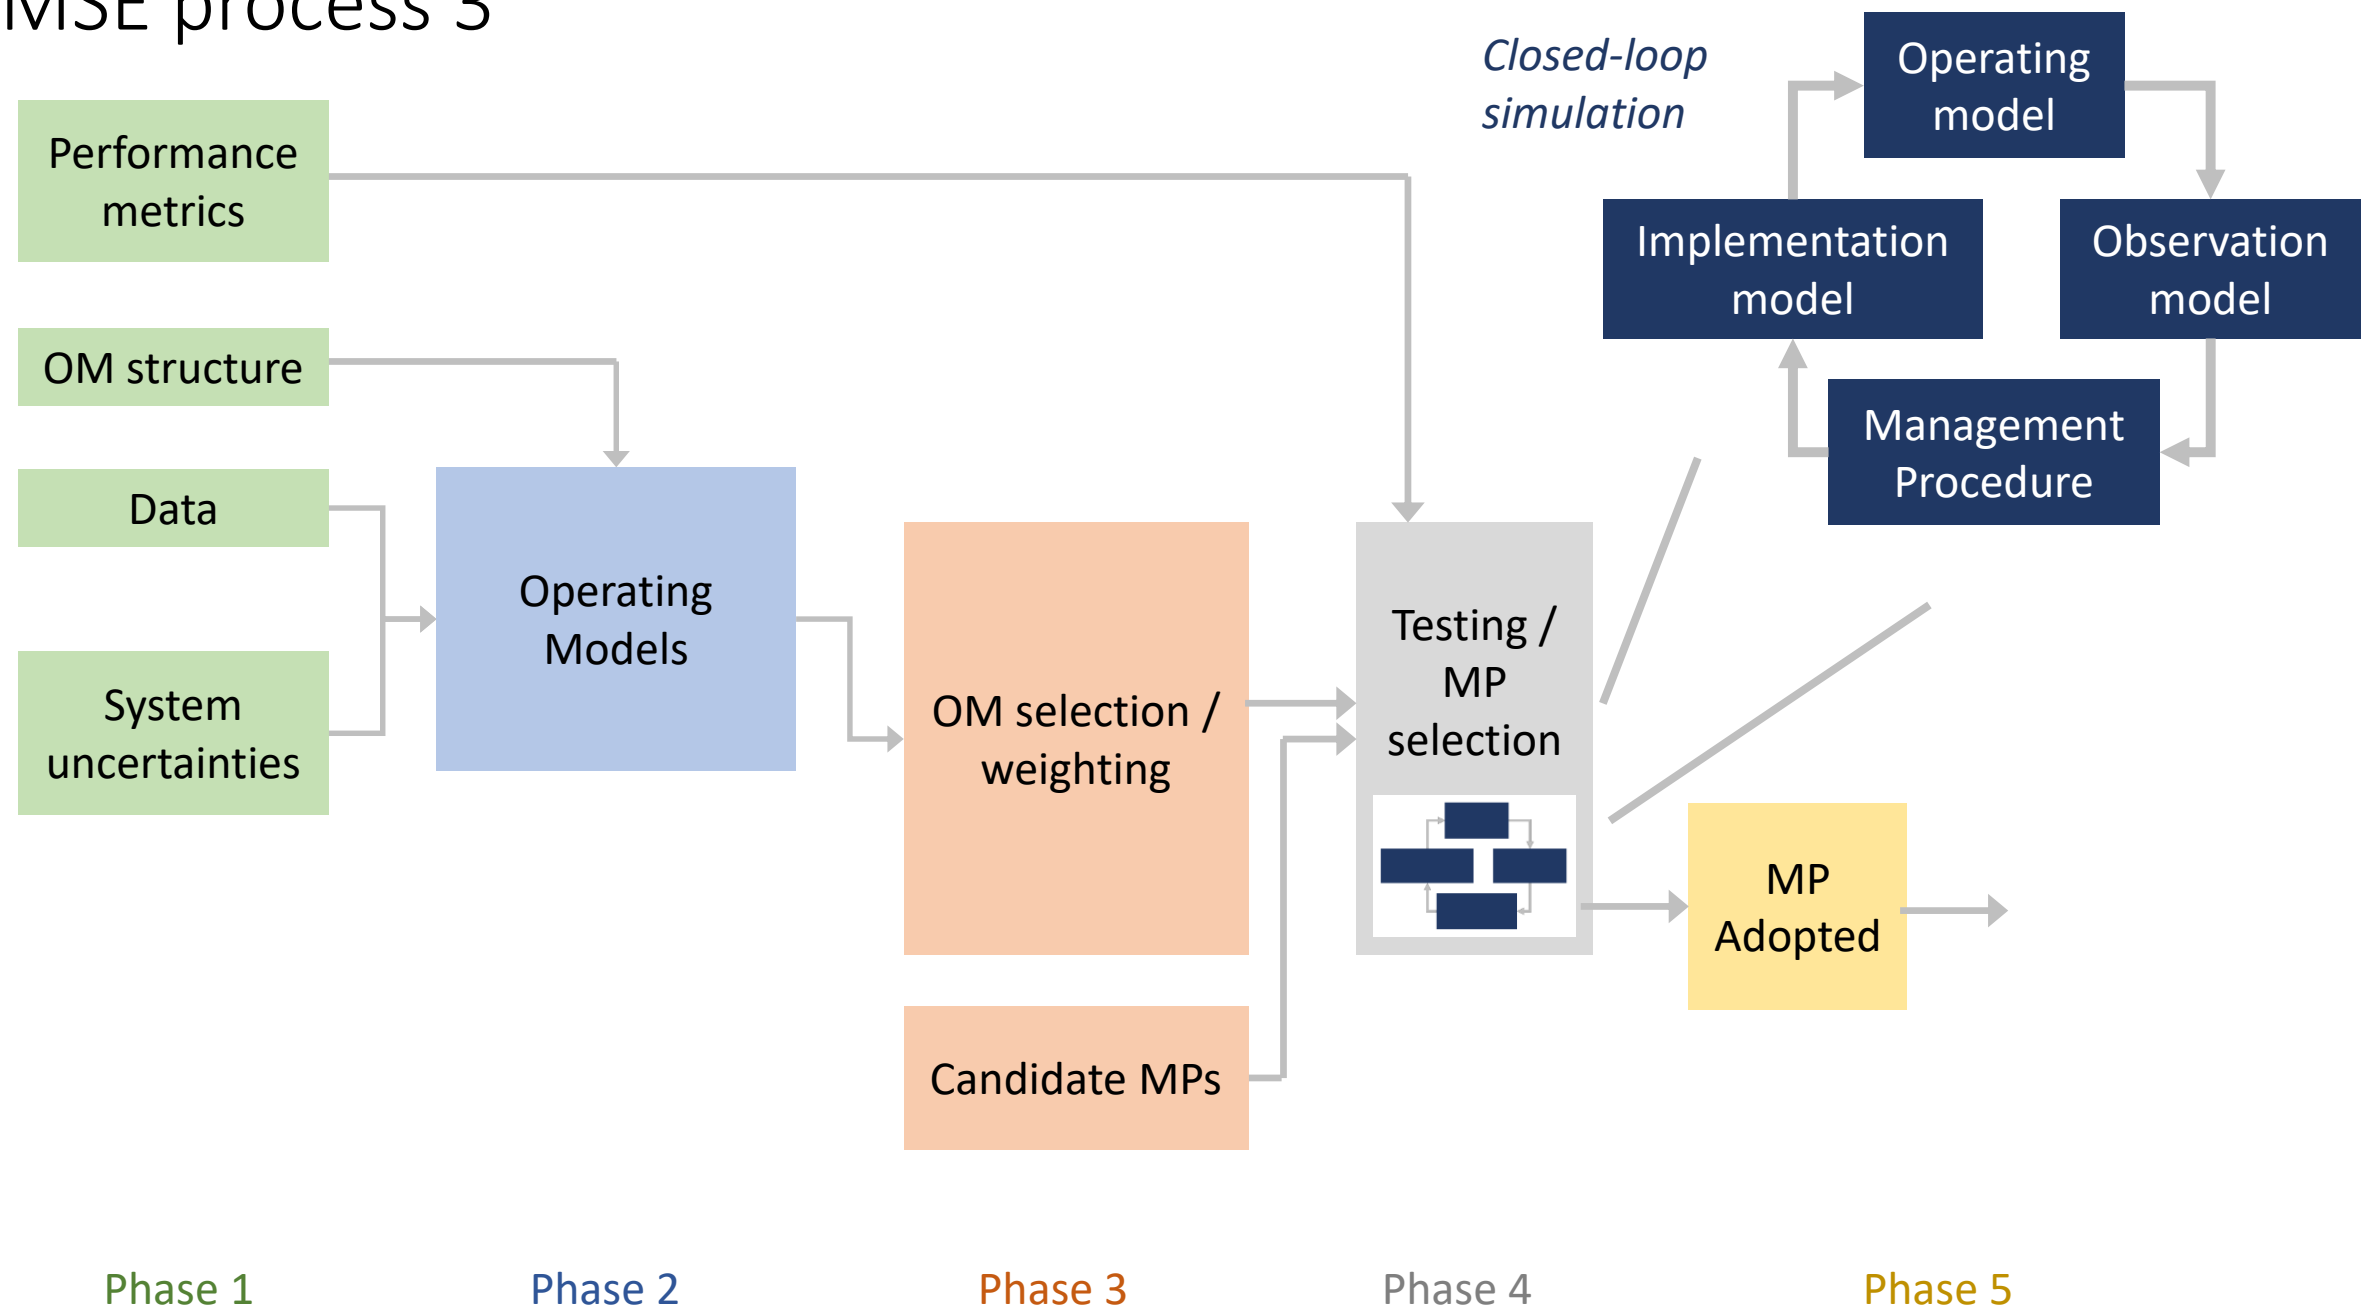 MSE process 3
Closed-loop
simulation
Operating
model
Implementation
model
Observation
model
Management
Procedure
Performance
metrics
OM structure
Data
System
uncertainties
Operating
Models
OM selection /
weighting
Candidate MPs
Testing /
MP
selection
MP
Adopted
Phase 1
Phase 2
Phase 3
Phase 4
Phase 5